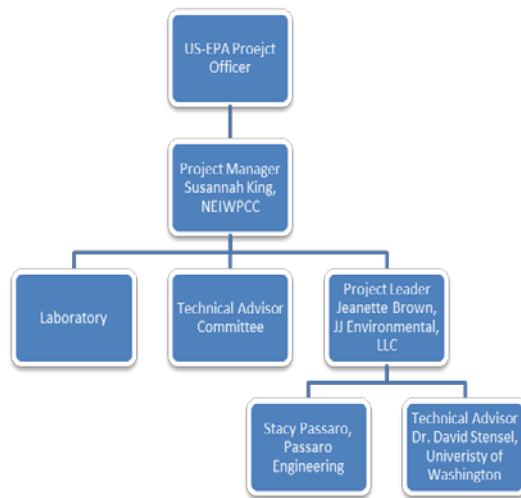 US-EPA Proejct
Officer
Project Manager
Susannah King,
NEIWPCC
Laboratory
Technical Advisor
Committee
Project Leader
Jeanette Brown,
JJ Environmental,
LLC
Stacy Passaro,
Passaro
Engineering
Technical Advisor
Dr. David Stensel,
Univeristy of
Washington